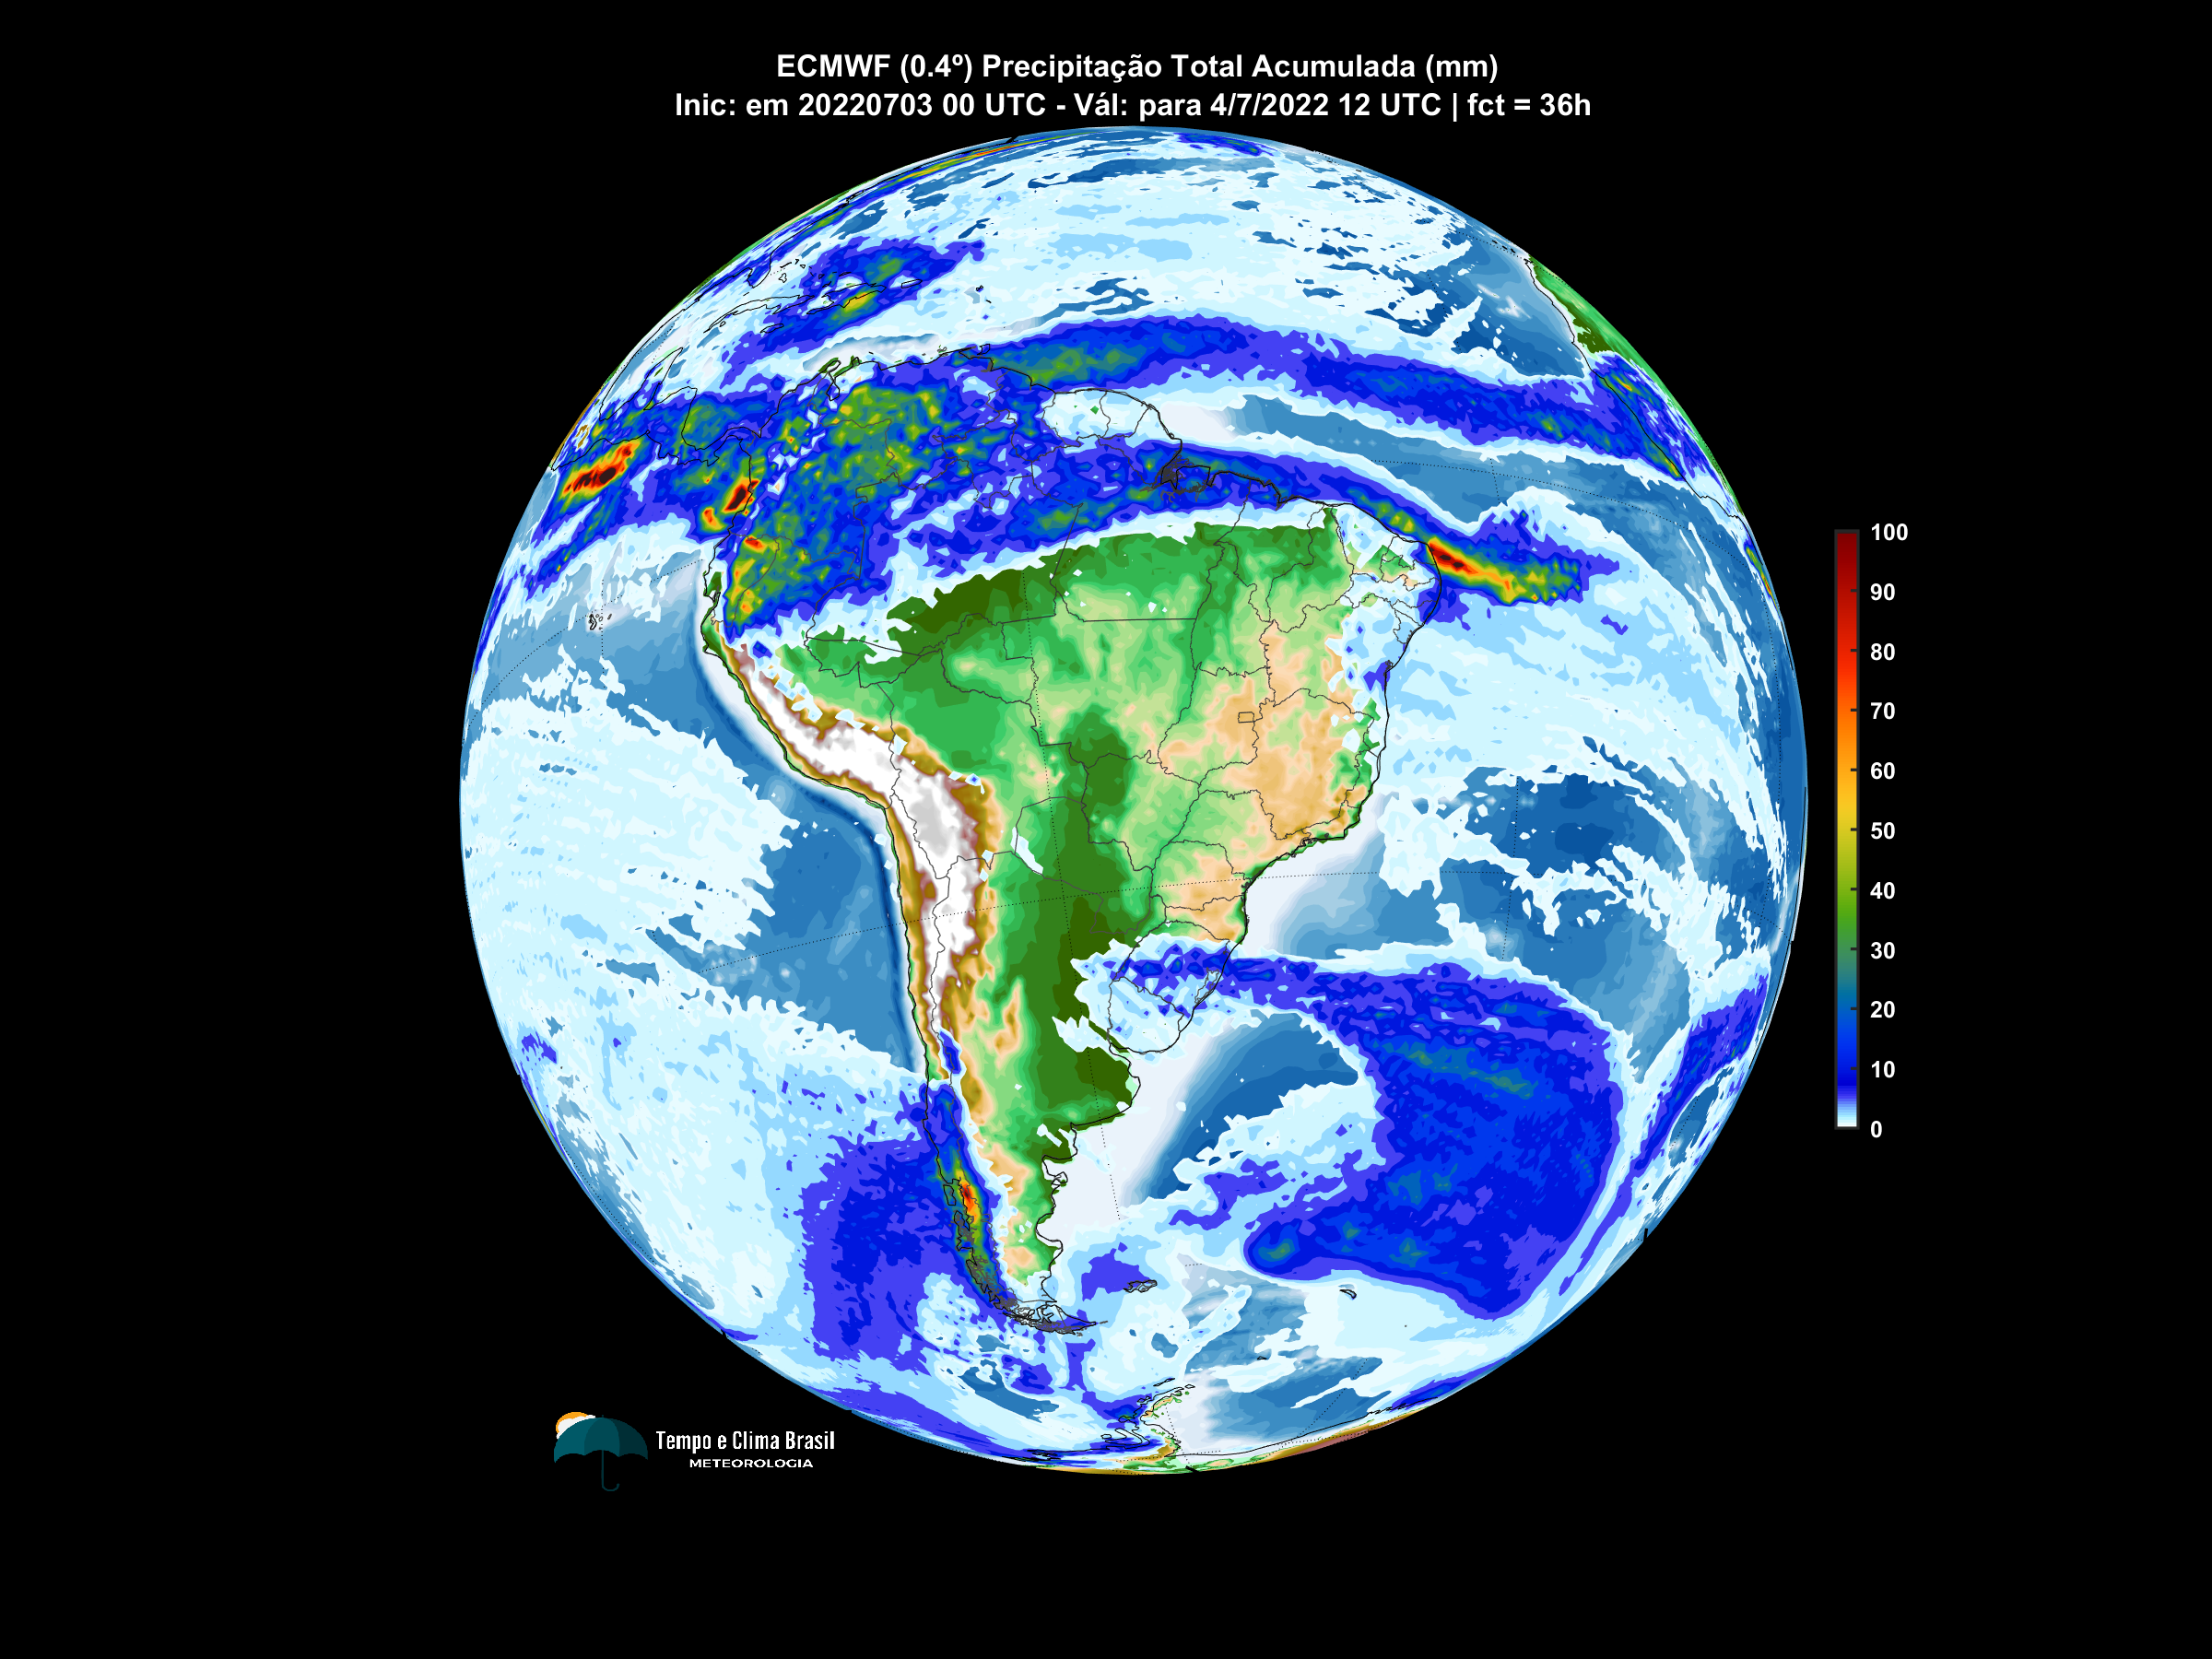 ECMWF (0.4º) Precipitação Total Acumulada (mm)
Inic: em 20220703 00 UTC - Vál: para 4/7/2022 12 UTC | fct = 36h
100
90
80
70
60
50
40
30
20
10
0
Tempo e Clima Brasil
METEOROLOGIA